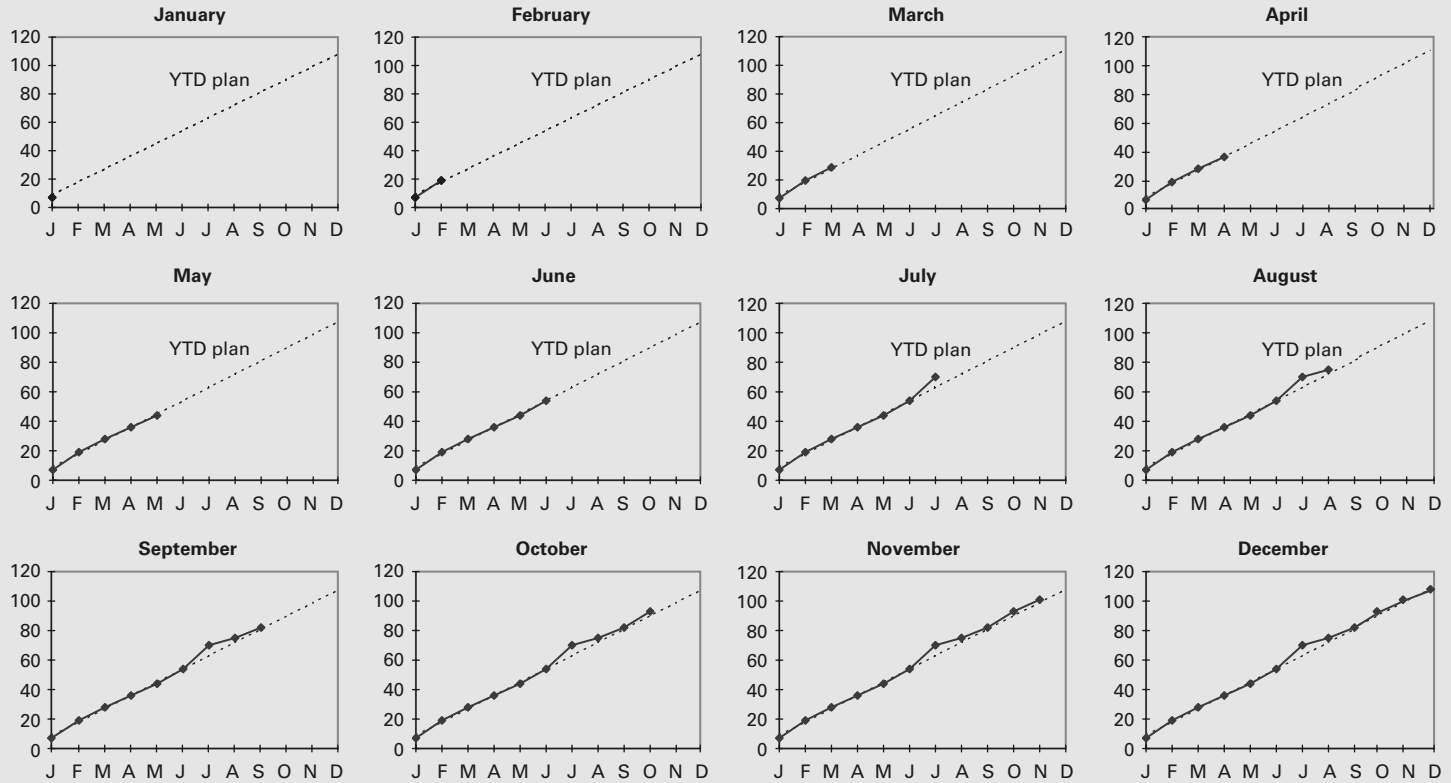 January
120
100
80
60
40
20
0
YTD plan
J F M A M J J A S O N D
February
120
100
80
60
40
20
0
YTD plan
J F M A M J J A S O N D
March
120
100
80
60
40
20
0
YTD plan
J F M A M J J A S O N D
April
120
100
80
60
40
20
0
YTD plan
J F M A M J J A S O N D
May
120
100
80
60
40
20
0
YTD plan
J F M A M J J A S O N D
June
120
100
80
60
40
20
0
YTD plan
J F M A M J J A S O N D
July
120
100
80
60
40
20
0
YTD plan
J F M A M J J A S O N D
August
120
100
80
60
40
20
0
YTD plan
J F M A M J J A S O N D
September
120
100
80
60
40
20
0
J F M A M J J A S O N D
October
120
100
80
60
40
20
0
J F M A M J J A S O N D
November
120
100
80
60
40
20
0
J F M A M J J A S O N D
December
120
100
80
60
40
20
0
J F M A M J J A S O N D